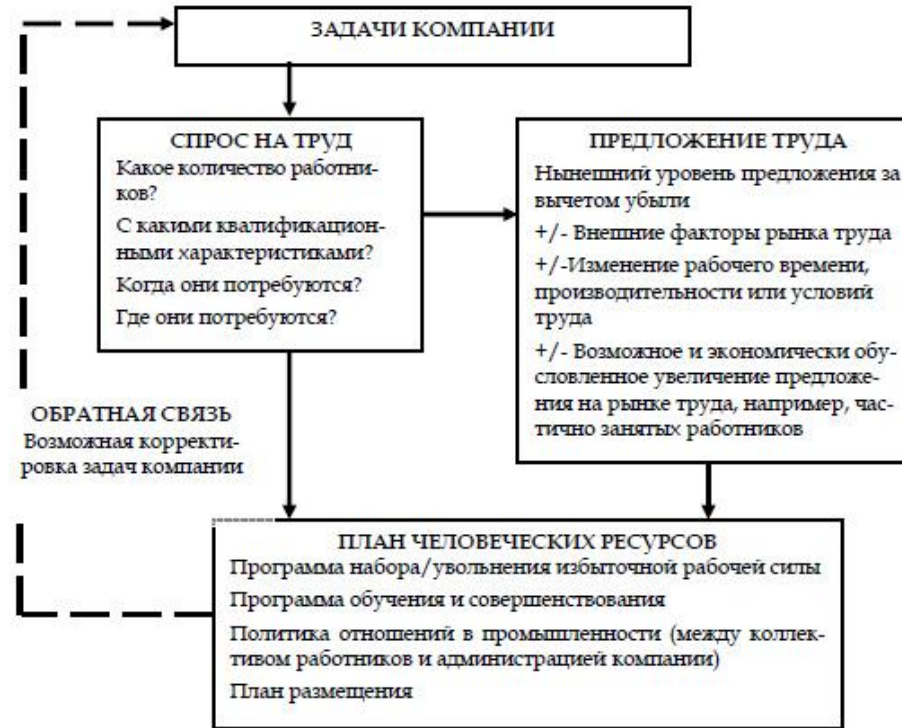 ЗАДАЧИ КОМПАНИИ
СПРОС НА ТРУД
Какое количество работни-
ков?
С какими квалификацион-
ными характеристиками?
Когда они потребуются?
Где они потребуются?
ПРЕДЛОЖЕНИЕ ТРУДА
Нынешний уровень предложения за
вычетом убыли
+/- Внешние факторы рынка труда
+/-Изменение рабочего времени,
производительности или условий
труда
+/- Возможное и экономически обу-
словленное увеличение предложе-
ния на рынке труда, например, час-
тично занятых работников
ОБРАТНАЯ СВЯЗЬ
Возможная корректи-
ровка задач компании
ПЛАН ЧЕЛОВЕЧЕСКИХ РЕСУРСОВ
Программа набора/увольнения избыточной рабочей силы
Программа обучения и совершенствования
Политика отношений в промышленности (между коллек-
тивом работников и администрацией компании)
План размещения